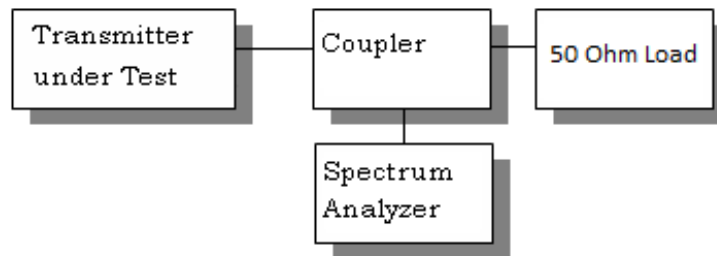 Transmitter
under Test
Coupler
50 Ohm Load
Spectrum
Analyzer